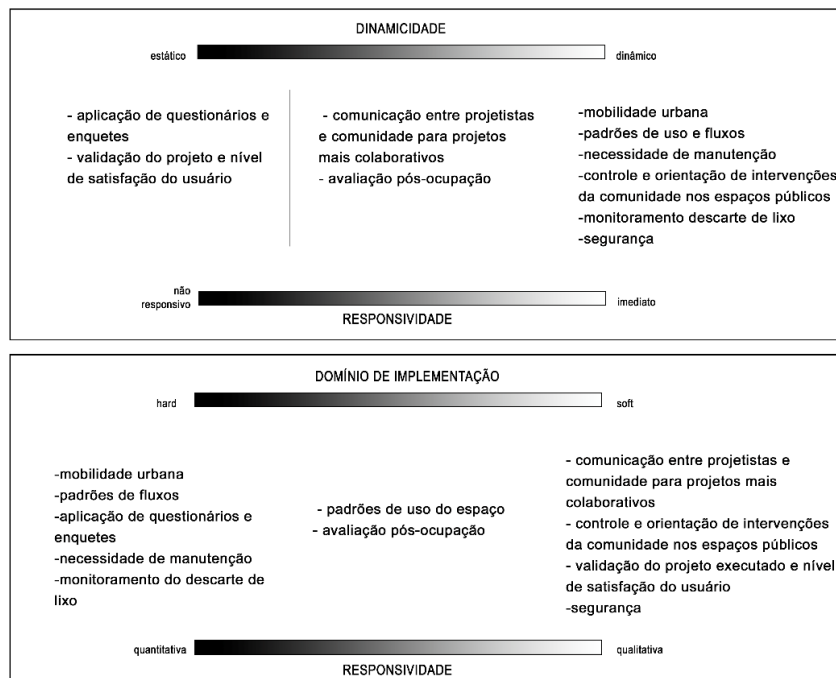 DINAMICIDADE
estático
dinâmico
- aplicação de questionários e
enquetes
- validação do projeto e nível
de satisfação do usuário
- comunicação entre projetistas
e comunidade para projetos
mais colaborativos
- avaliação pós-ocupação
-mobilidade urbana
-padrões de uso e fluxos
-necessidade de manutenção
-controle e orientação de intervenções
da comunidade nos espaços públicos
-monitoramento descarte de lixo
-segurança
não
responsivo
imediato
RESPONSIVIDADE
DOMÍNIO DE IMPLEMENTAÇÃO
hard
soft
-mobilidade urbana
-padrões de fluxos
-aplicação de questionários e
enquetes
-necessidade de manutenção
-monitoramento do descarte de
lixo
- padrões de uso do espaço
- avaliação pós-ocupação
- comunicação entre projetistas e
comunidade para projetos mais
colaborativos
- controle e orientação de intervenções
da comunidade nos espaços públicos
- validação do projeto executado e nível
de satisfação do usuário
-segurança
quantitativa
qualitativa
RESPONSIVIDADE